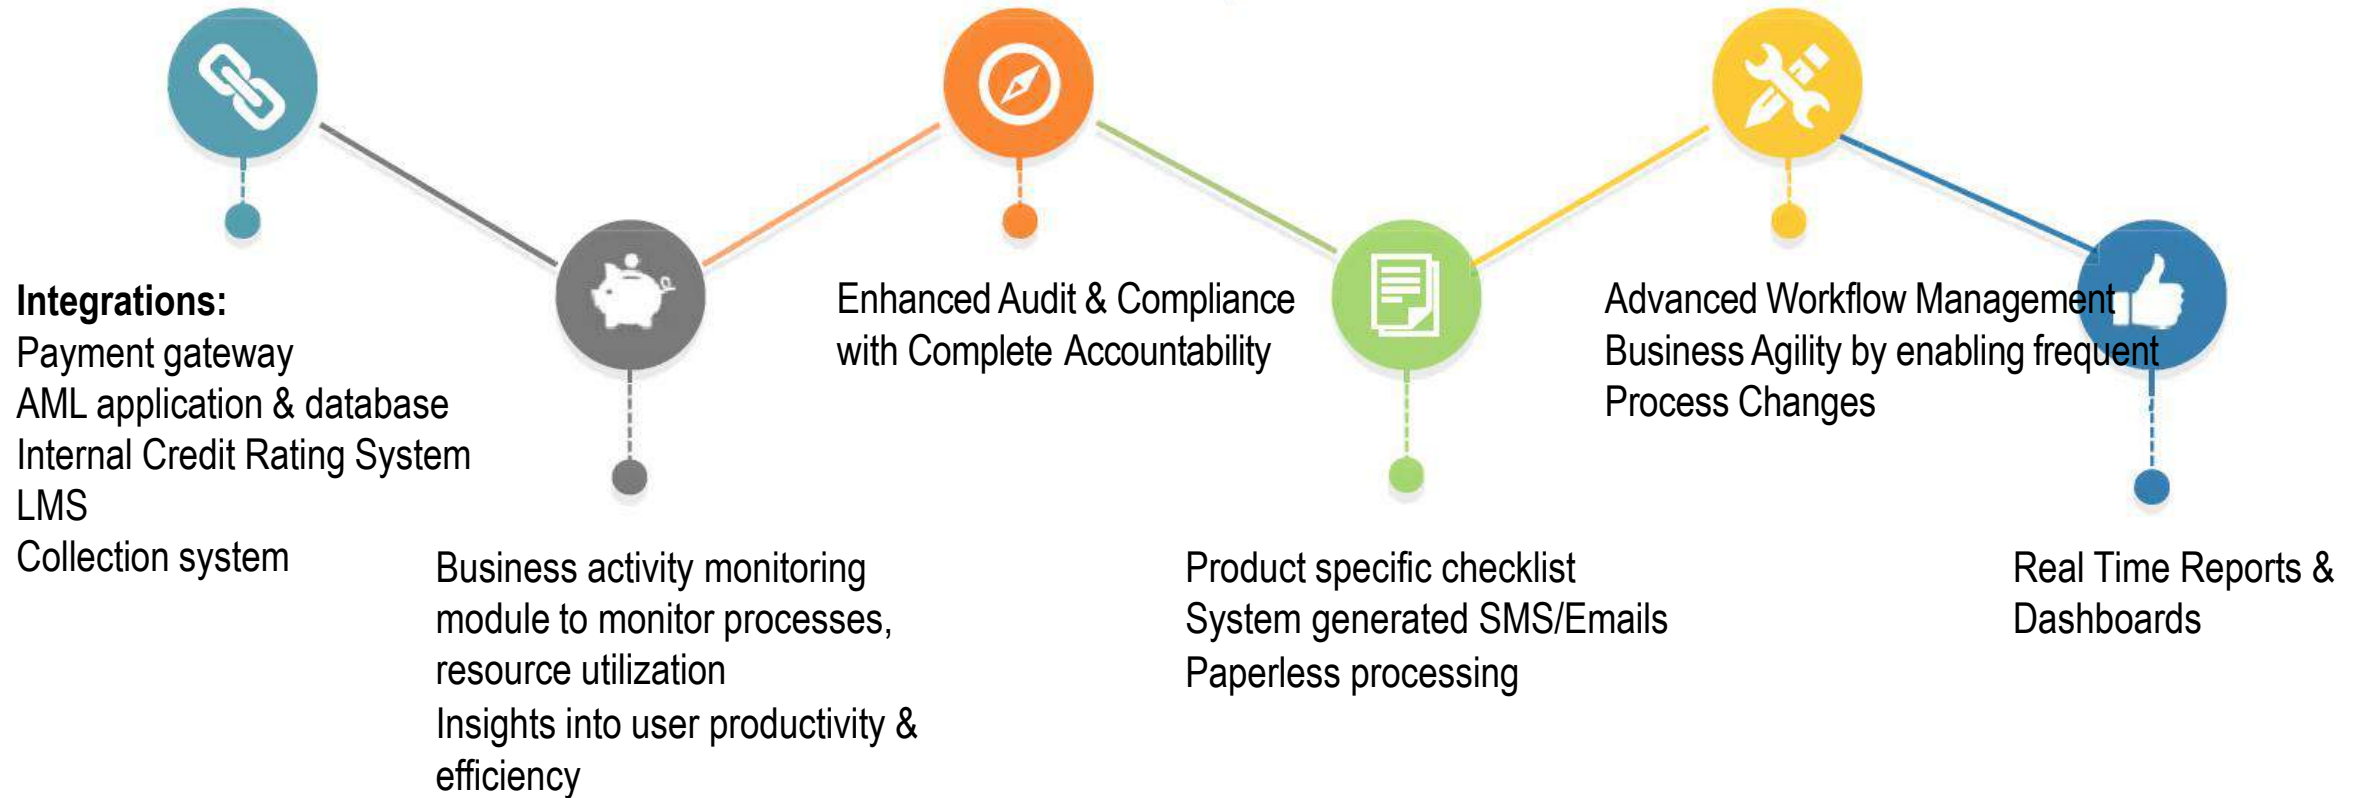 Integrations:
Payment gateway
AML application & database
Internal Credit Rating System
LMS
Collection system
Business activity monitoring
module to monitor processes,
resource utilization
Insights into user productivity &
efficiency
Enhanced Audit & Compliance
with Complete Accountability
Product specific checklist
System generated SMS/Emails
Paperless processing
Advanced Workflow Management
Business Agility by enabling frequent
Process Changes
Real Time Reports &
Dashboards